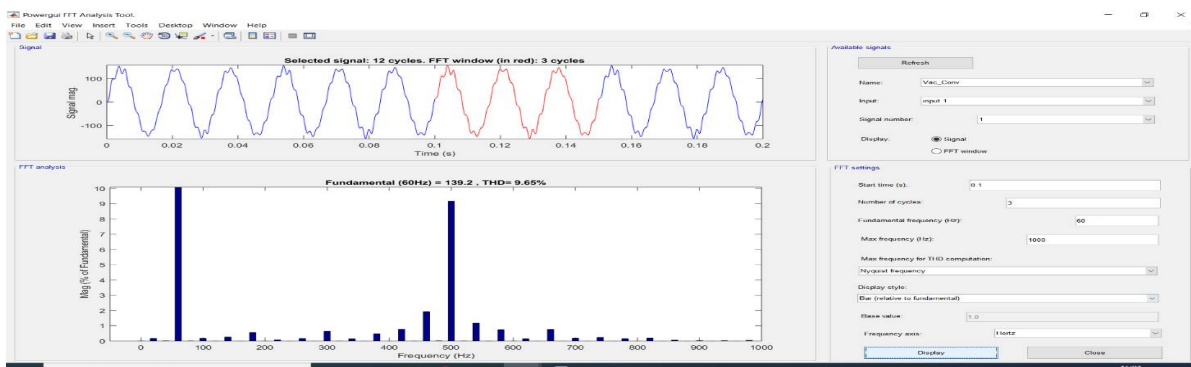 Powergui FFT Analysis Tool.
File Edit View Insert Tools Desktop Window Help
Signal
Selected signal: 12 cycles. FFT window (in red): 3 cycles
Signal mag.
100
0
-100
0 0.02 0.04 0.06 0.08 0.1 0.12 0.14 0.16 0.18 0.2
Time (s)
FFT analysis
Fundamental (60Hz) = 139.2 , THD= 9.65%
Mag (% of Fundamental)
10
9
8
7
6
5
4
3
2
1
0
0 100 200 300 400 500 600 700 800 900 1000
Frequency (Hz)
Available signals
Refresh
Name: Vac_Conv
Input: input 1
Signal number: 1
Display: Signal
FFT window
FFT settings
Start time (s): 0.1
Number of cycles: 3
Fundamental frequency (Hz): 60
Max frequency (Hz): 1000
Max frequency for THD computation:
Nyquist frequency
Display style:
Bar (relative to fundamental)
Base value: 1.0
Frequency axis: Hertz
Display Close